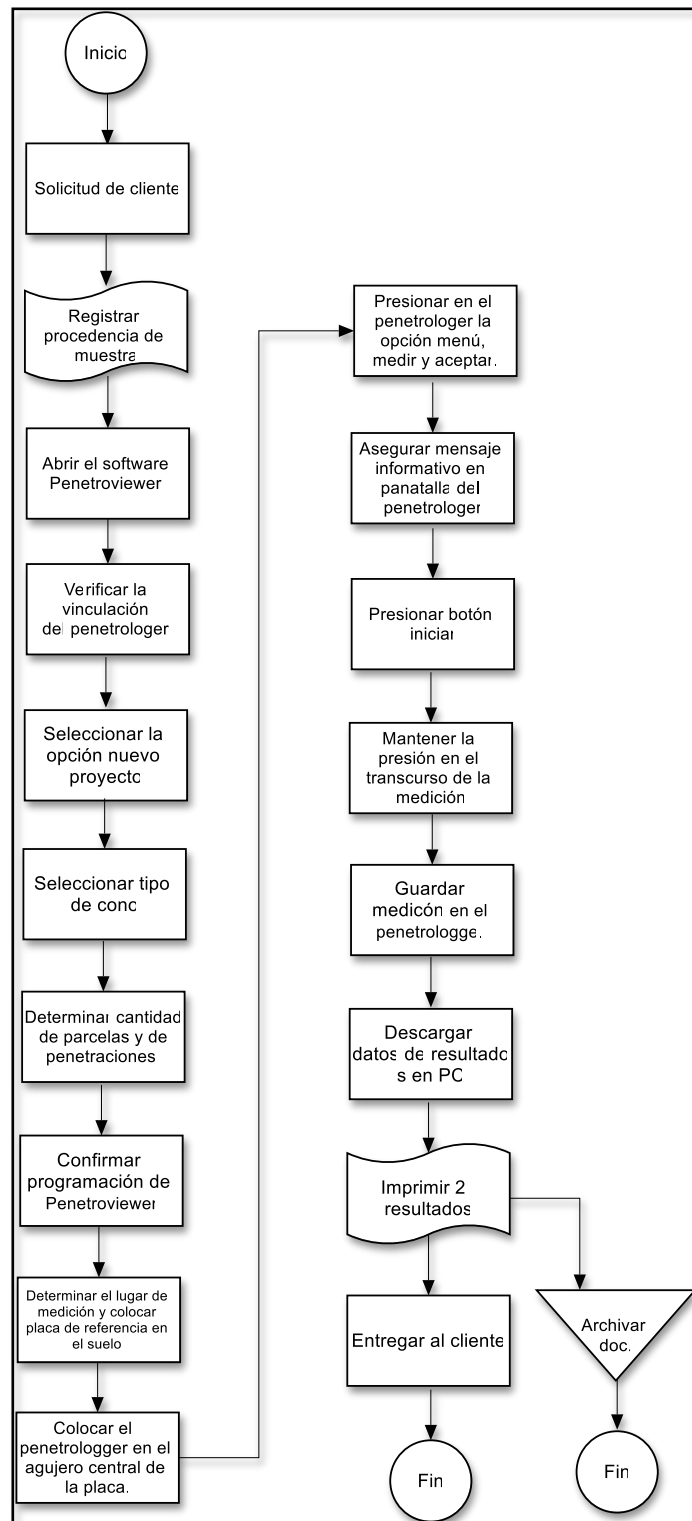 Inicio
Solicitud de cliente
Registrar
procedencia de
muestra
Abrir el software
Penetroviewer
Verificar la
vinculación
del penetrologer
Seleccionar la
opción nuevo
proyecto
Seleccionar tipo
de cono
Determinar cantidad
de parcelas y de
penetraciones
Confirmar
programación de
Penetroviewer
Determinar el lugar de
medición y colocar
placa de referencia en
el suelo
Colocar el
penetrologger en el
agujero central de
la placa.
Presionar en el
penetrologer la
opción menú,
medir y aceptar.
Asegurar mensaje
informativo en
panatalla del
penetrologer
Presionar botón
iniciar
Mantener la
presión en el
transcurso de la
medición
Guardar
medicón en el
penetrologge.
Descargar
datos de resultado
s en PC
Imprimir 2
resultados
Entregar al cliente
Fin
Archivar
doc.
Fin